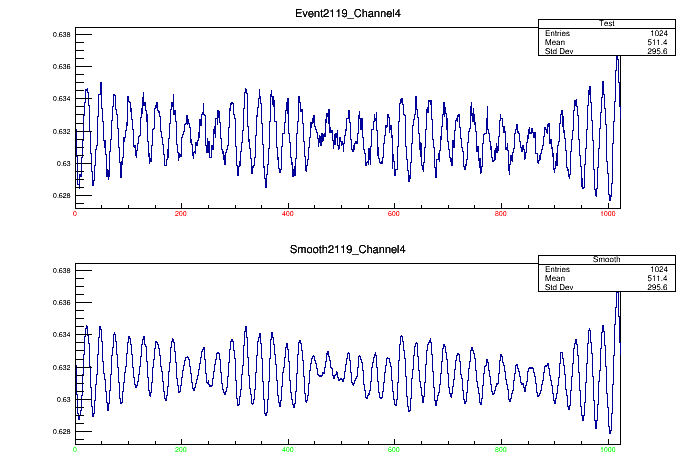 Event2119_Channel4
Test
Entries 1024
Mean 511.4
Std Dev 295.6
0.638
0.636
0.634
0.632
0.63
0.628
0 200 400 600 800 1000
Smooth2119_Channel4
Smooth
Entries 1024
Mean 511.4
Std Dev 295.6
0.638
0.636
0.634
0.632
0.63
0.628
0 200 400 600 800 1000